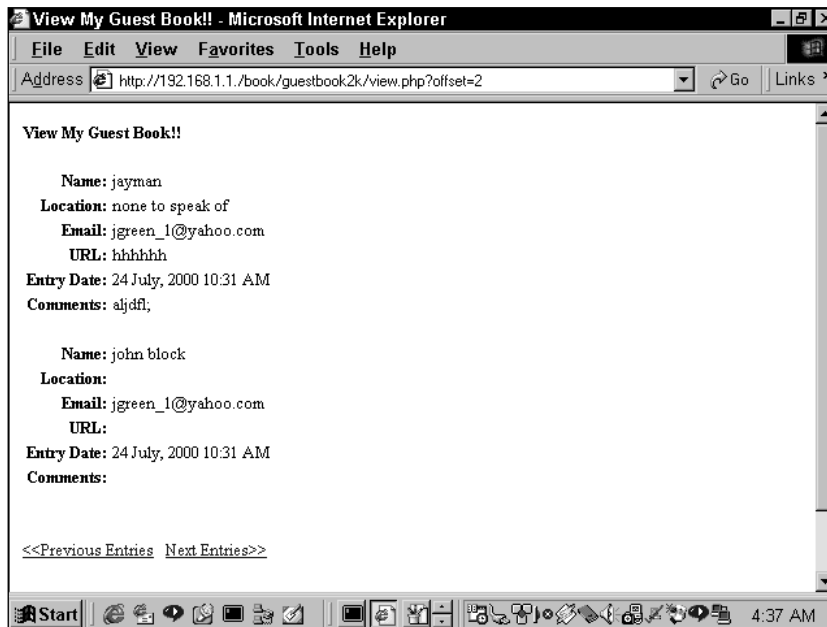 View My Guest Book!! - Microsoft Internet Explorer
File Edit View Favorites Tools Help
Address http://192.168.1.1./book/guestbook2k/view.php?offset=2 Go Links
View My Guest Book!!
Name: jayman
Location: none to speak of
Email: jgreen_1@yahoo.com
URL: hhhhhh
Entry Date: 24 July, 2000 10:31 AM
Comments: aljdfl;
Name: john block
Location:
Email: jgreen_1@yahoo.com
URL:
Entry Date: 24 July, 2000 10:31 AM
Comments:
<<Previous Entries Next Entries>>
Start 4:37 AM